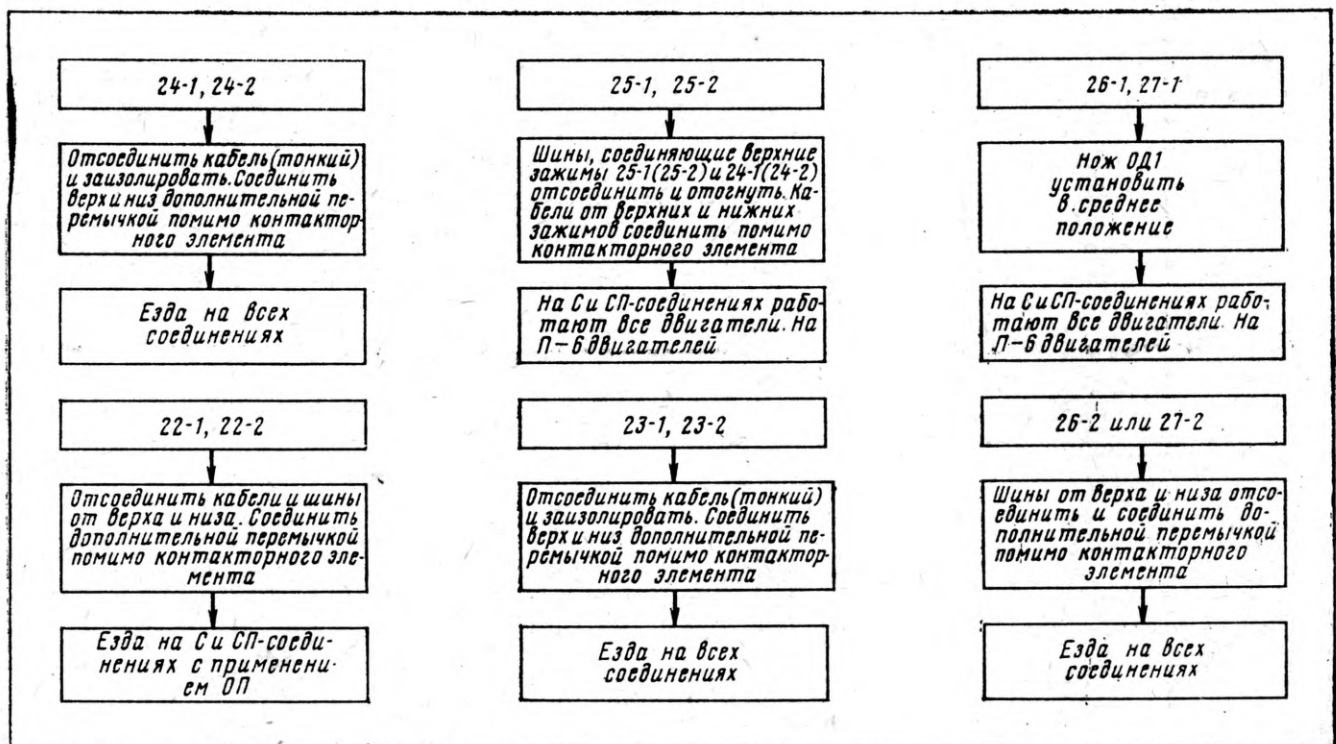 24-1, 24-2
Отсоединить кабель (тонкий)
и заизолировать. Соединить
верх и низ дополнительной пе-
ремычкой помимо контактор-
ного элемента
Езда на всех
соединениях
25-1, 25-2
Шины, соединяющие верхние
зажимы 25-1(25-2) и 24-1(24-2)
отсоединить и отогнуть. Ка-
бели от верхних и нижних
зажимов соединить помимо
контакторного элемента
На С и СП-соединениях рабо-
тают все двигатели. На
П-6 двигателей
26-1, 27-1
Нож ОД1
установить
в среднее
положение
На С и СП-соединениях рабо-
тают все двигатели. На
П-6 двигателей
22-1, 22-2
Отсоединить кабели и шины
от верха и низа. Соединить
дополнительной перемычкой
помимо контакторного эле-
мента
Езда на С и СП-соеди-
нениях с применени-
ем ОП
23-1, 23-2
Отсоединить кабель (тонкий)
и заизолировать. Соединить
верх и низ дополнительной пе-
ремычкой помимо контактор-
ного элемента
Езда на всех
соединениях
26-2 или 27-2
Шины от верха и низа отсо-
единить и соединить до-
полнительной перемычкой
помимо контакторного
элемента
Езда на всех
соединениях